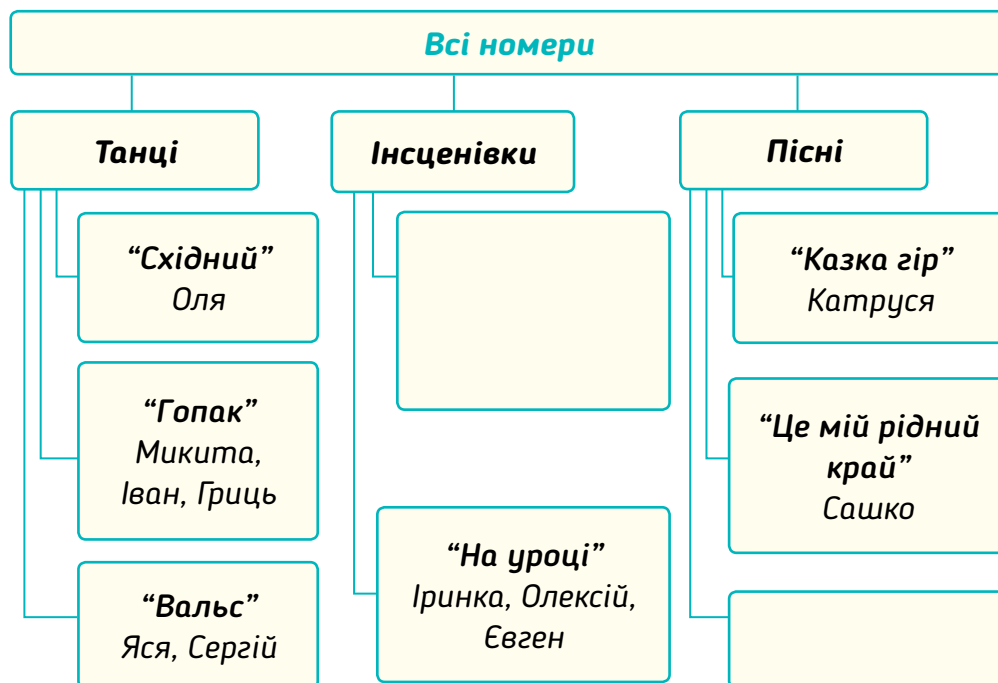 Всі номери
Танці
“Східний”
Оля
“Гопак”
Микита,
Іван, Гриць
“Вальс”
Яся, Сергій
Інсценівки
“На уроці”
Іринка, Олексій,
Євген
Пісні
“Казка гір”
Катруся
“Це мій рідний
край”
Сашко